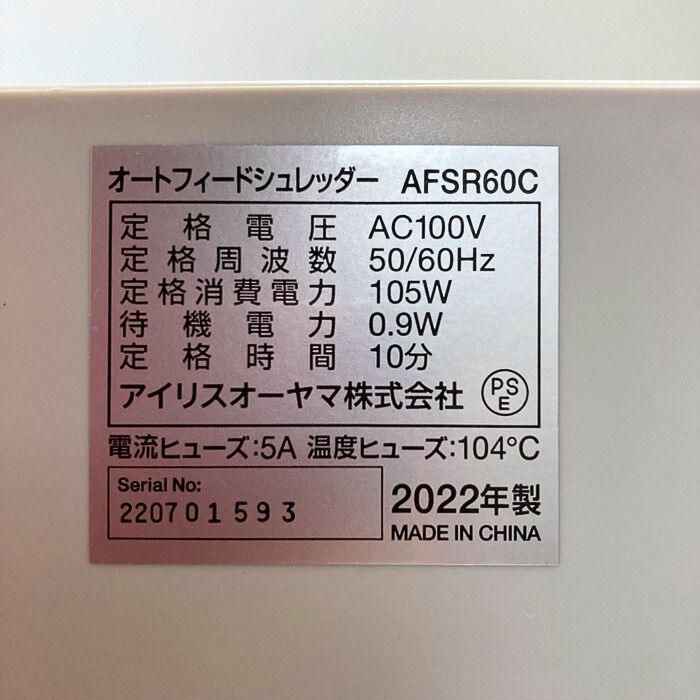 オートフィードシュレッダー AFSR60C
定格電圧 AC100V
定格周波数 50/60Hz
定格消費電力 105W
待機電力 0.9W
定格時間 10分
アイリスオーヤマ株式会社 PSE
電流ヒューズ:5A 温度ヒューズ:104℃
Serial No:
220701593
2022年製
MADE IN CHINA